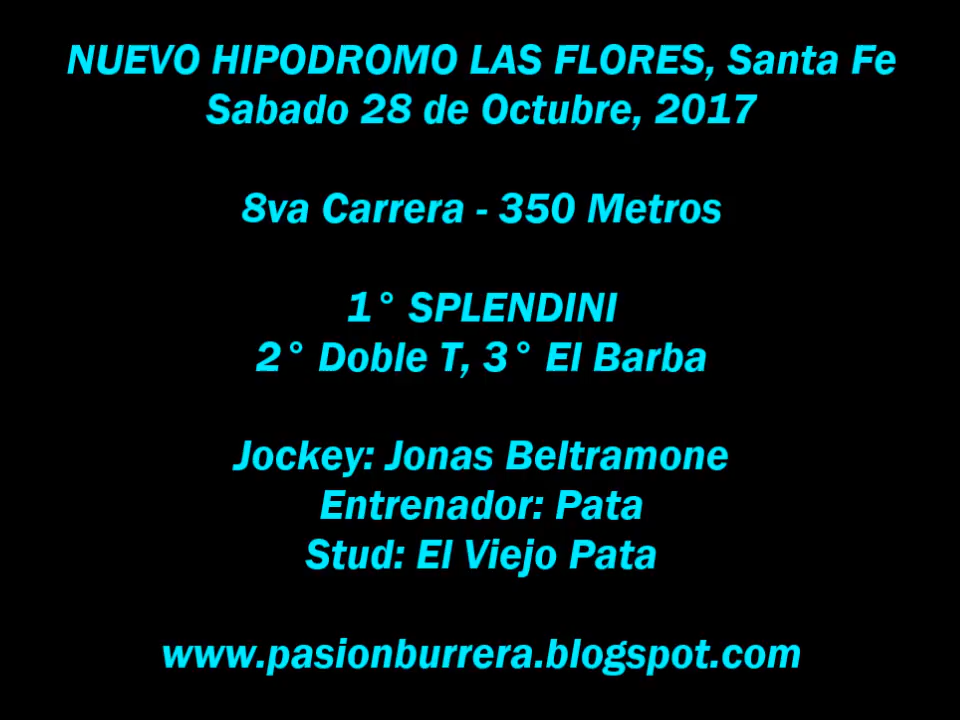 NUEVO HIPODROMO LAS FLORES, Santa Fe
Sabado 28 de Octubre, 2017
8va Carrera - 350 Metros
1° SPLENDINI
2° Doble T, 3° El Barba
Jockey: Jonas Beltramone
Entrenador: Pata
Stud: El Viejo Pata
www.pasionburrera.blogspot.com